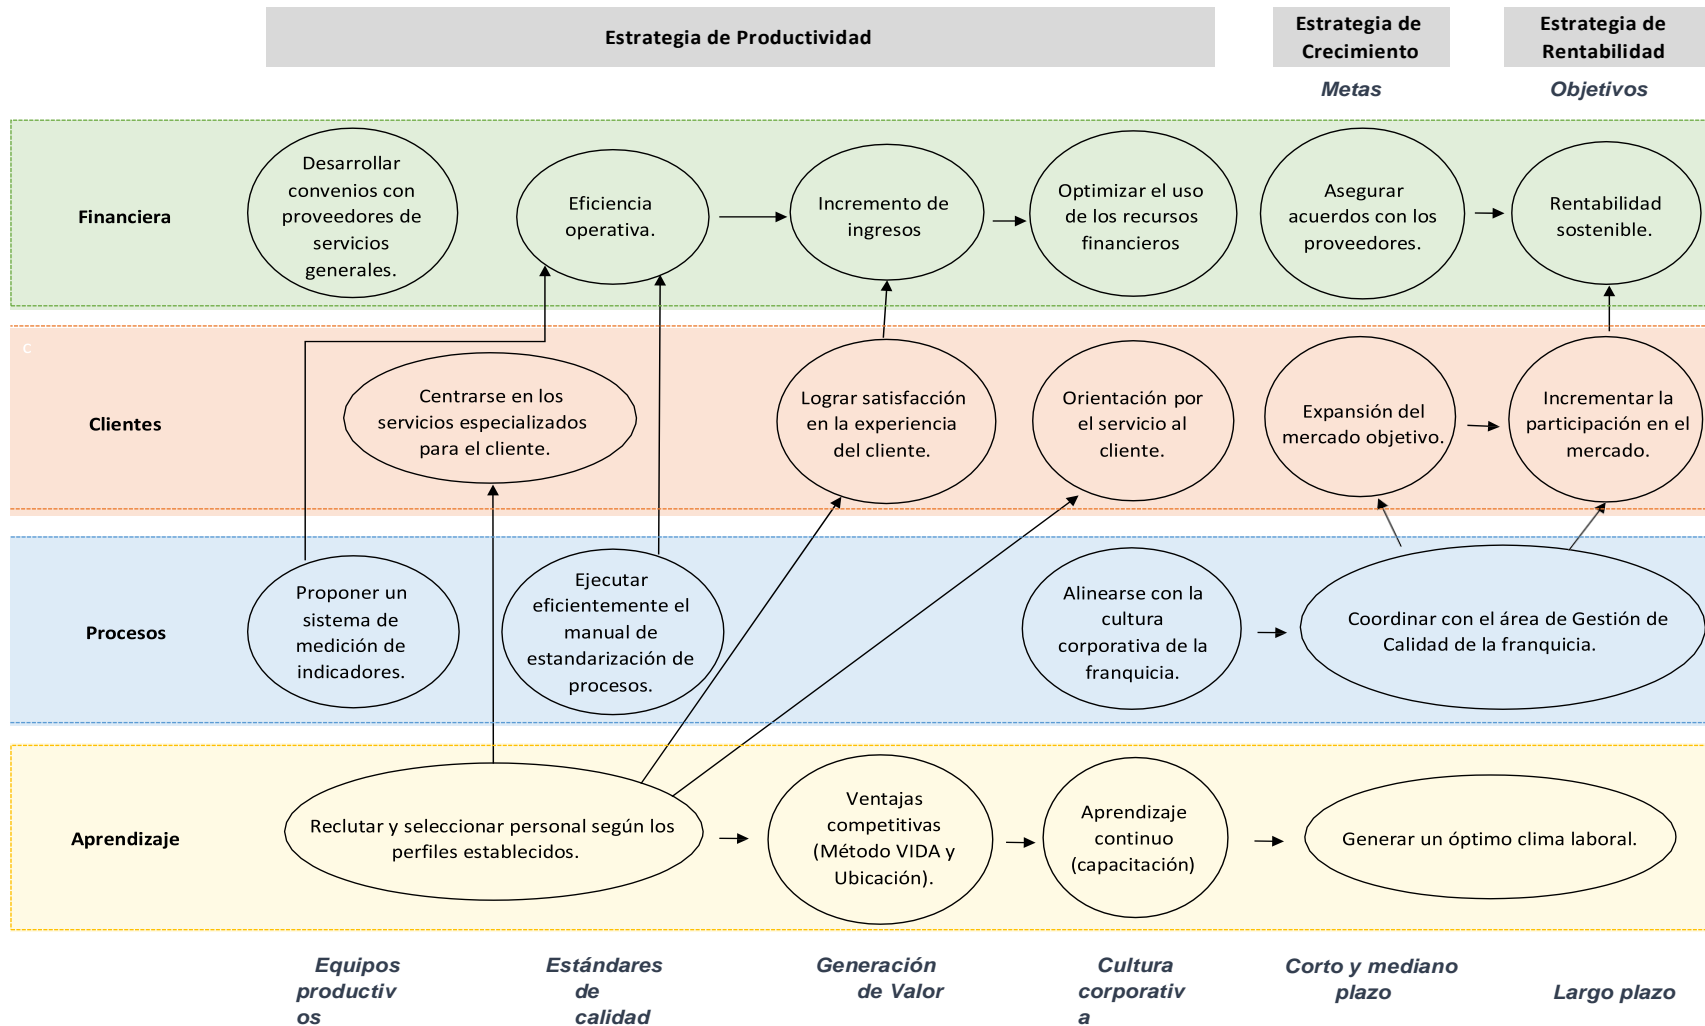 Estrategia de Productividad
Estrategia de
Crecimiento
Estrategia de
Rentabilidad
Metas
Objetivos
Financiera
Desarrollar
convenios con
proveedores de
servicios
generales.
Eficiencia
operativa.
Incremento de
ingresos
Optimizar el uso
de los recursos
financieros
Asegurar
acuerdos con los
proveedores.
Rentabilidad
sostenible.
C
Clientes
Centrarse en los
servicios especializados
para el cliente.
Lograr satisfacción
en la experiencia
del cliente.
Orientación por
el servicio al
cliente.
Expansión del
mercado objetivo.
Incrementar la
participación en el
mercado.
Procesos
Proponer un
sistema de
medición de
indicadores.
Ejecutar
eficientemente el
manual de
estandarización de
procesos.
Alinearse con la
cultura
corporativa de la
franquicia.
Coordinar con el área de Gestión de
Calidad de la franquicia.
Aprendizaje
Reclutar y seleccionar personal según los
perfiles establecidos.
Ventajas
competitivas
(Método VIDA y
Ubicación).
Aprendizaje
continuo
(capacitación)
Generar un óptimo clima laboral.
Equipos
productiv
os
Estándares
de
calidad
Generación
de Valor
Cultura
corporativ
a
Corto y mediano
plazo
Largo plazo